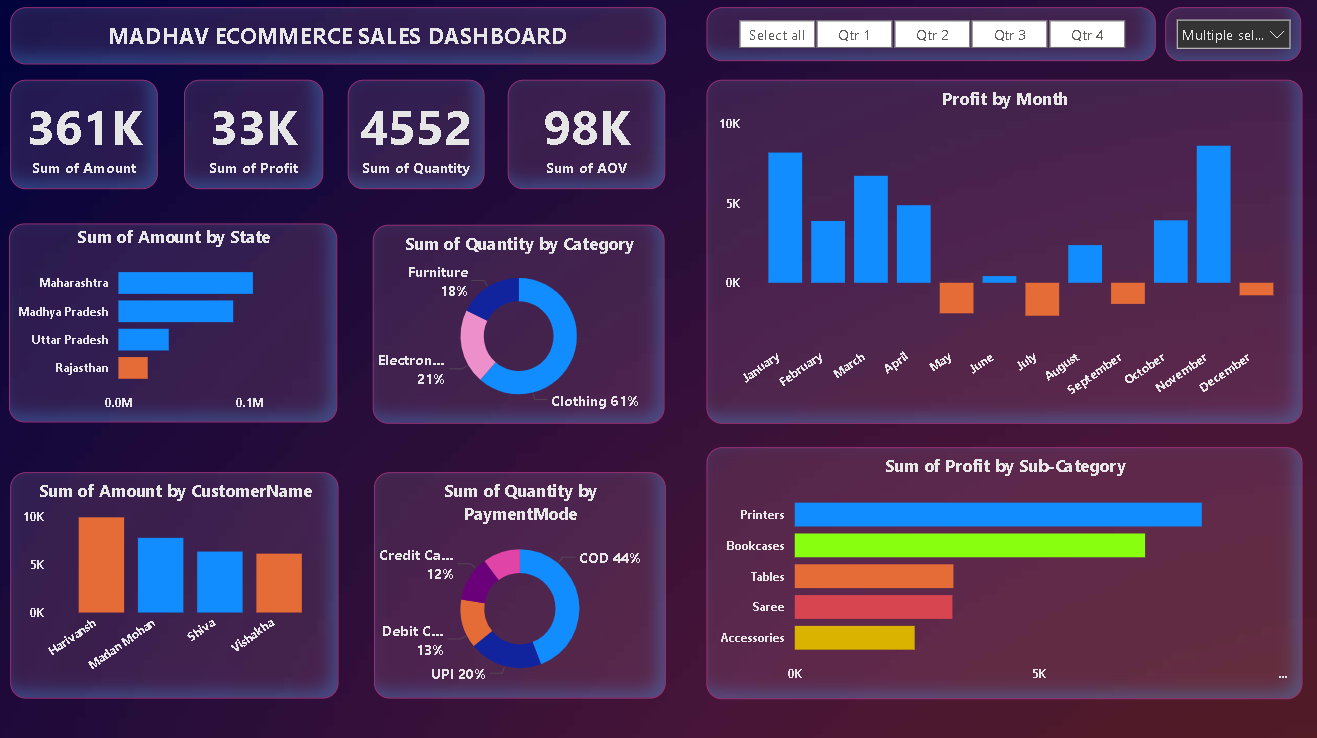 MADHAV ECOMMERCE SALES DASHBOARD
Select all
Qtr 1
Qtr 2
Qtr 3
Qtr 4
Multiple sel...
361K
Sum of Amount
33K
Sum of Profit
4552
Sum of Quantity
98K
Sum of AOV
Profit by Month
10K
5K
0K
January
February
March
April
May
June
July
August
September
October
November
December
Sum of Amount by State
Maharashtra
Madhya Pradesh
Uttar Pradesh
Rajasthan
0.0M
0.1M
Sum of Quantity by Category
Furniture
18%
Electron...
21%
Clothing 61%
Sum of Amount by CustomerName
10K
5K
0K
Harivansh
Madan Mohan
Shiva
Vishakha
Sum of Quantity by
PaymentMode
Credit Ca...
12%
COD 44%
Debit C...
13%
UPI 20%
Sum of Profit by Sub-Category
Printers
Bookcases
Tables
Saree
Accessories
0K
5K
...